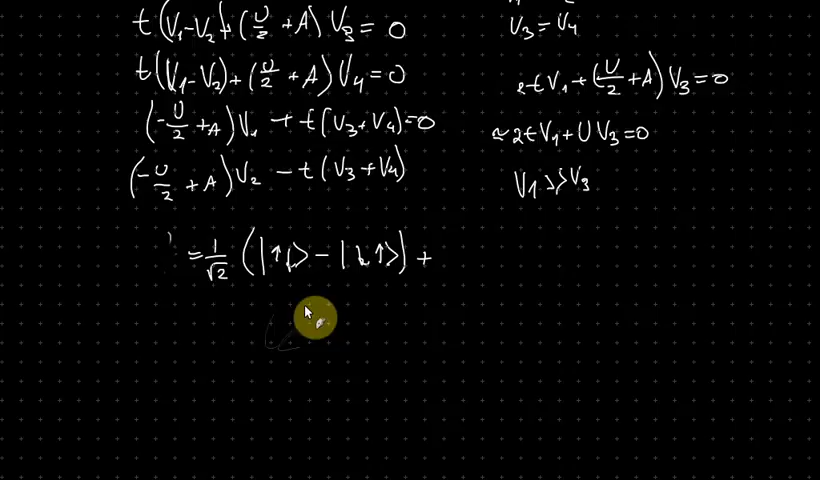 t(V₁-V₂)+(U/2 +A)V₃= 0
t(V₁-V₂)+(U/2 +A)V₄=0
(-U/2 +A)V₁ + t(V₃+V₄)=0
(-U/2 +A)V₂ - t(V₃+V₄)
= 1/√2 (|↑↓> - |↓↑>) +
V₃=V₄
2tV₁+(U/2 +A)V₃=0
≈2tV₁+UV₃=0
V₁>>V₃